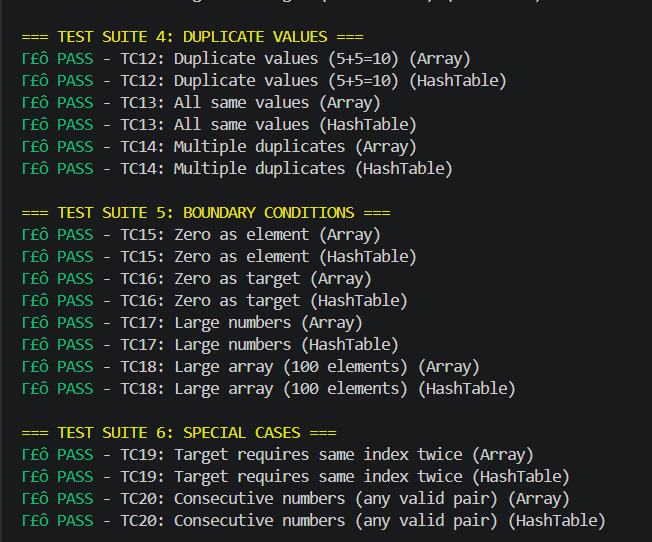 === TEST SUITE 4: DUPLICATE VALUES ===
Γ£ô PASS - TC12: Duplicate values (5+5=10) (Array)
Γ£ô PASS - TC12: Duplicate values (5+5=10) (HashTable)
Γ£ô PASS - TC13: All same values (Array)
Γ£ô PASS - TC13: All same values (HashTable)
Γ£ô PASS - TC14: Multiple duplicates (Array)
Γ£ô PASS - TC14: Multiple duplicates (HashTable)
=== TEST SUITE 5: BOUNDARY CONDITIONS ===
Γ£ô PASS - TC15: Zero as element (Array)
Γ£ô PASS - TC15: Zero as element (HashTable)
Γ£ô PASS - TC16: Zero as target (Array)
Γ£ô PASS - TC16: Zero as target (HashTable)
Γ£ô PASS - TC17: Large numbers (Array)
Γ£ô PASS - TC17: Large numbers (HashTable)
Γ£ô PASS - TC18: Large array (100 elements) (Array)
Γ£ô PASS - TC18: Large array (100 elements) (HashTable)
=== TEST SUITE 6: SPECIAL CASES ===
Γ£ô PASS - TC19: Target requires same index twice (Array)
Γ£ô PASS - TC19: Target requires same index twice (HashTable)
Γ£ô PASS - TC20: Consecutive numbers (any valid pair) (Array)
Γ£ô PASS - TC20: Consecutive numbers (any valid pair) (HashTable)